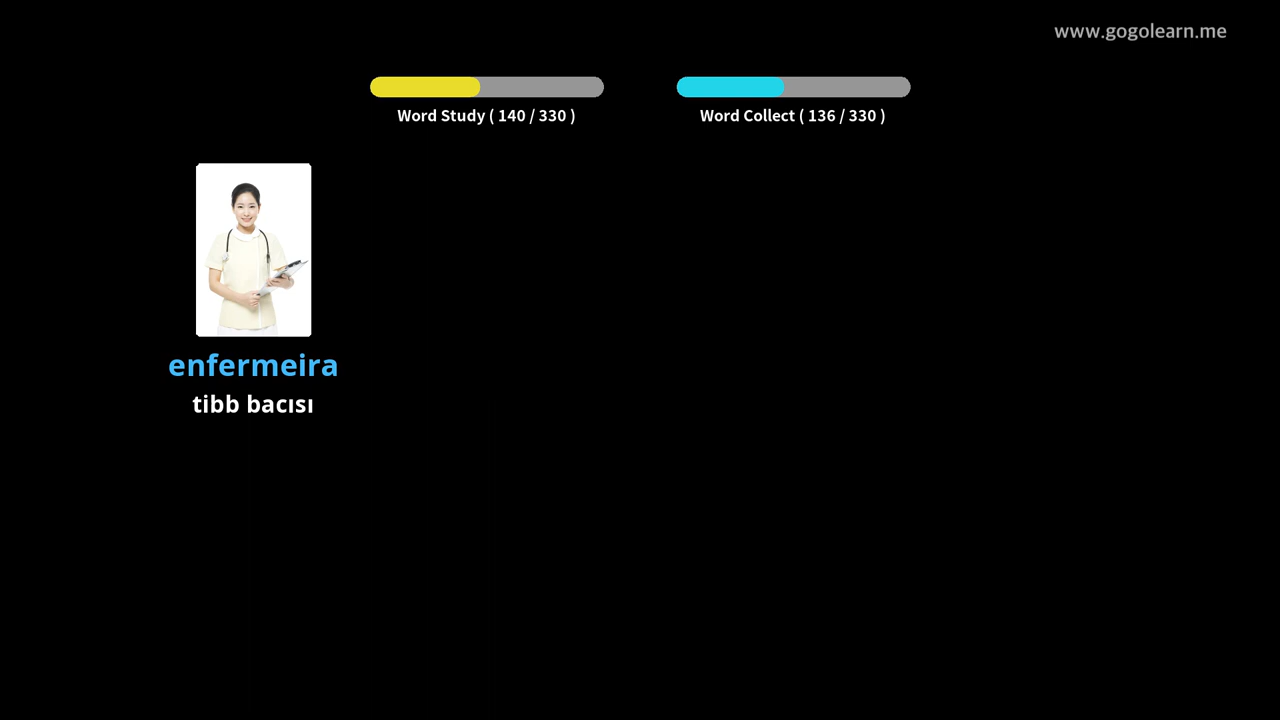 www.gogolearn.me
Word Study ( 140 / 330 )
Word Collect ( 136 / 330 )
enfermeira
tibb bacısı